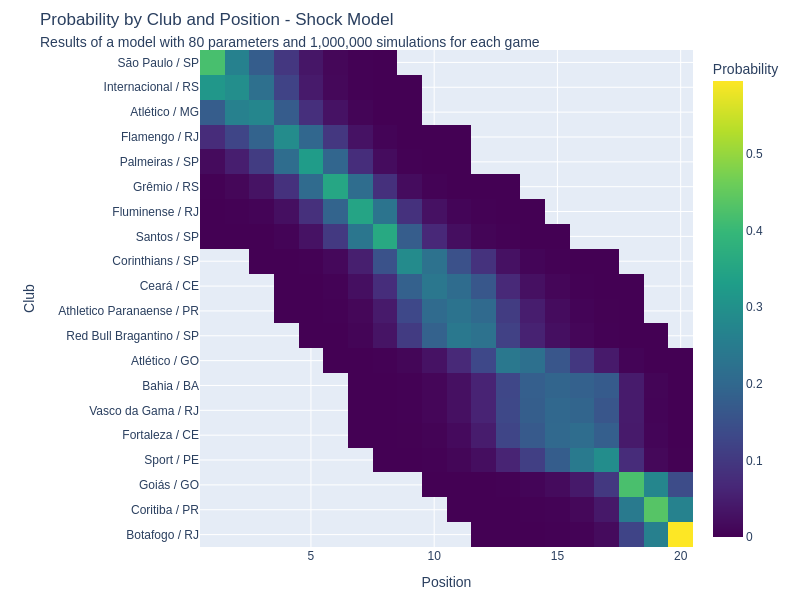 Probability by Club and Position - Shock Model
Results of a model with 80 parameters and 1,000,000 simulations for each game
Probability
São Paulo / SP
Internacional / RS
Atlético / MG
Flamengo / RJ
Palmeiras / SP
Grêmio / RS
Fluminense / RJ
Santos / SP
Corinthians / SP
Ceará / CE
Athletico Paranaense / PR
Red Bull Bragantino / SP
Atlético / GO
Bahia / BA
Vasco da Gama / RJ
Fortaleza / CE
Sport / PE
Goiás / GO
Coritiba / PR
Botafogo / RJ
Club
5
10
15
20
Position
0.5
0.4
0.3
0.2
0.1
0